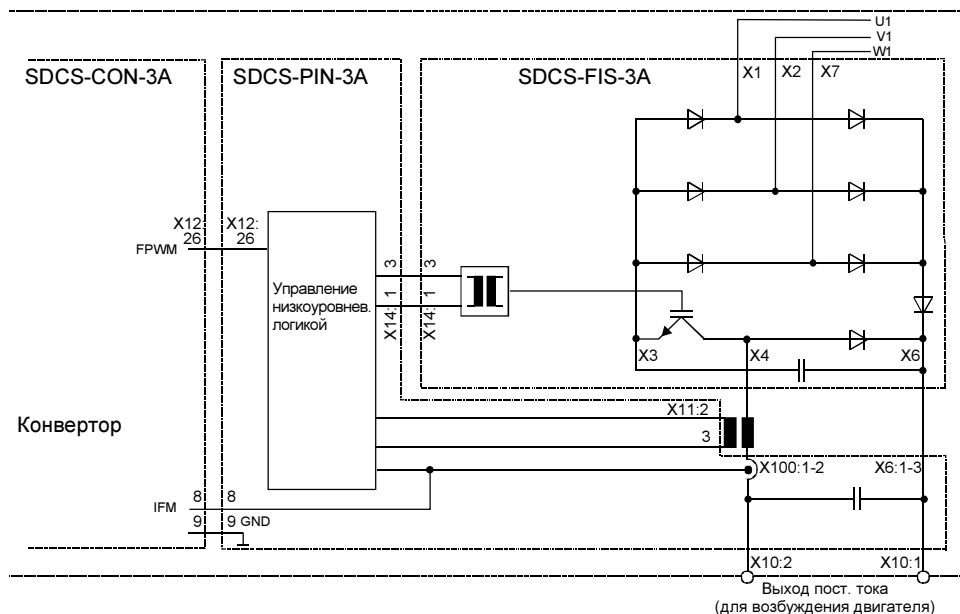 U1
V1
W1
SDCS-CON-3A
SDCS-PIN-3A
SDCS-FIS-3A
X1
X2
X7
X12:
26
X12:
26
FPWM
Управление
низкоуровнев.
логикой
3
3
X14: 1
X14: 1
X3
X4
X6
Конвертор
X11:2
3
X100:1-2
X6:1-3
IFM
8
8
9
9 GND
X10:2
X10:1
Выход пост. тока
(для возбуждения двигателя)